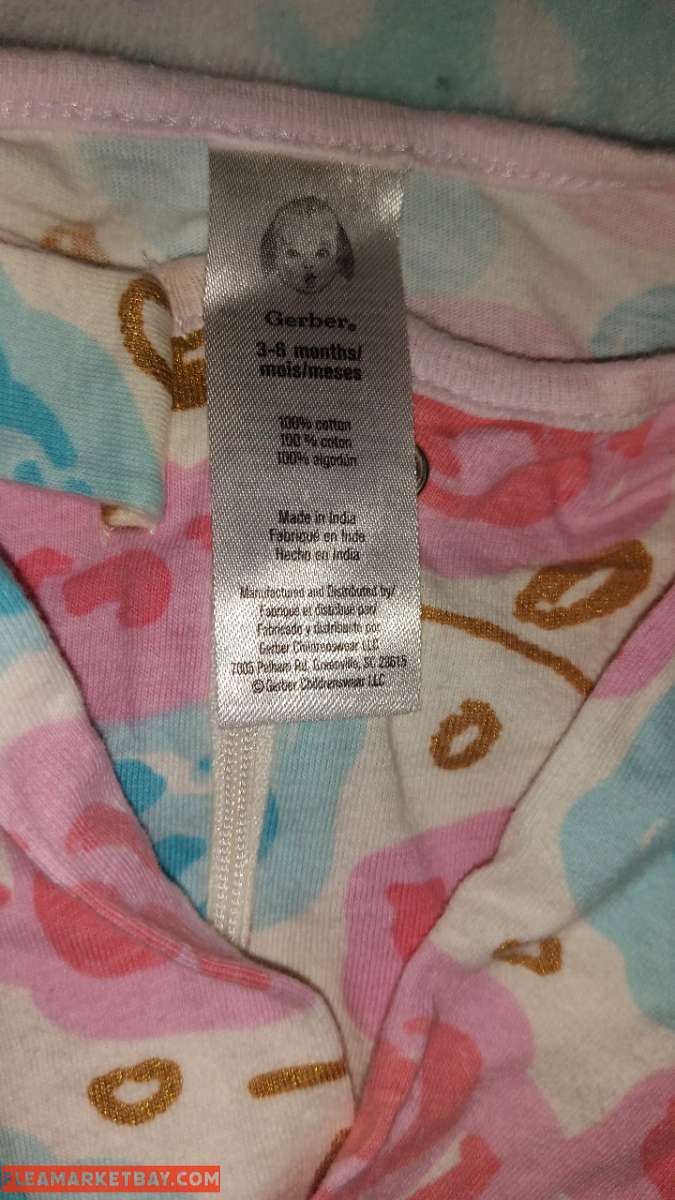 Gerber®
3-6 months/
mois/meses
100% cotton
100 % coton
100% algodón
Made in India
Fabriqué en Inde
Hecho en India
Manufactured and Distributed by/
Fabriqué et distribué par/
Fabricado y distribuito por
Gerber Childrenswear LLC
7005 Pelham Rd, Greenville, SC 29615
© Gerber Childrenswear LLC
FLEAMARKETBAY.COM